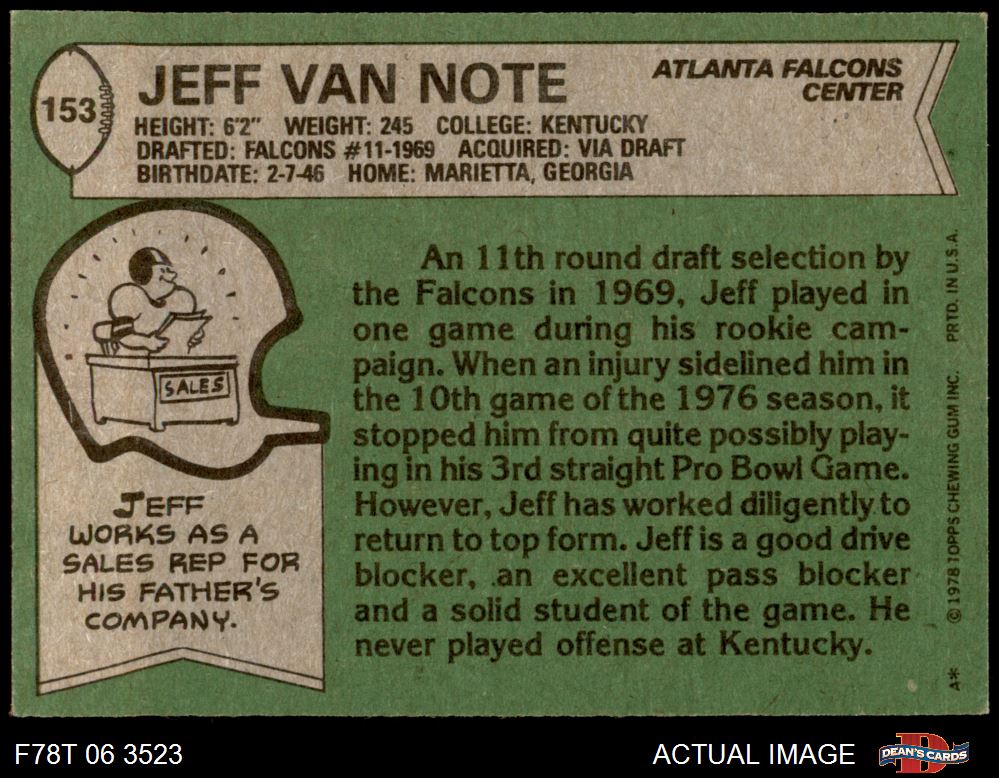 153
JEFF VAN NOTE
ATLANTA FALCONS
CENTER
HEIGHT: 6'2" WEIGHT: 245 COLLEGE: KENTUCKY
DRAFTED: FALCONS #11-1969 ACQUIRED: VIA DRAFT
BIRTHDATE: 2-7-46 HOME: MARIETTA, GEORGIA
SALES
JEFF
WORKS AS A
SALES REP FOR
HIS FATHER'S
COMPANY.
An 11th round draft selection by
the Falcons in 1969, Jeff played in
one game during his rookie cam-
paign. When an injury sidelined him in
the 10th game of the 1976 season, it
stopped him from quite possibly play-
ing in his 3rd straight Pro Bowl Game.
However, Jeff has worked diligently to
return to top form. Jeff is a good drive
blocker, an excellent pass blocker
and a solid student of the game. He
never played offense at Kentucky.
A* © 1978 TOPPS CHEWING GUM INC. PRTD. IN U.S.A.
F78T 06 3523
ACTUAL IMAGE
D
DEAN'S CARDS